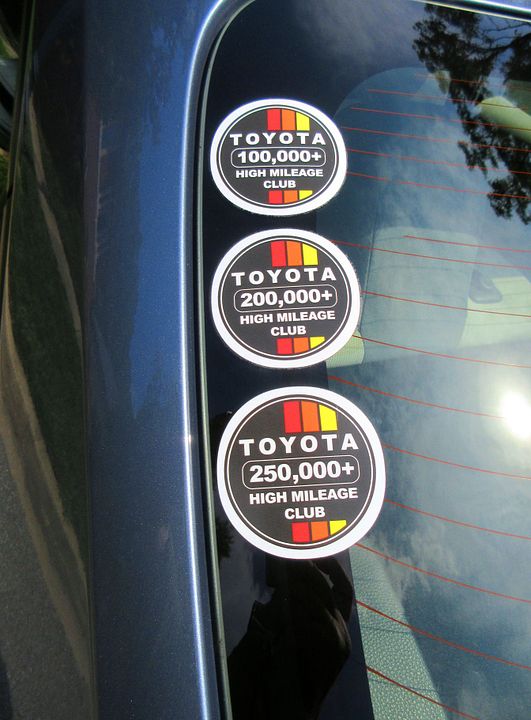 TOYOTA
100,000+
HIGH MILEAGE
CLUB
TOYOTA
200,000+
HIGH MILEAGE
CLUB
TOYOTA
250,000+
HIGH MILEAGE
CLUB